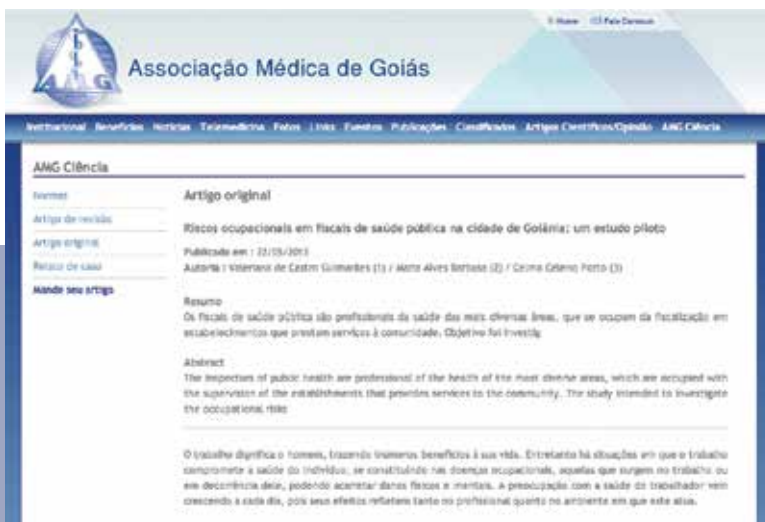 Home Fale Conosco
AMG
Associação Médica de Goiás
Institucional Benefícios Notícias Telemedicina Fotos Links Eventos Publicações Classificados Artigos Científicos/Opinião AMG Ciência
AMG Ciência
Normas
Artigo de revisão
Artigo original
Relato de caso
Mande seu artigo
Artigo original
Riscos ocupacionais em fiscais de saúde pública na cidade de Goiânia: um estudo piloto
Publicado em :
Autoria : Valeriana de Castro Guimarães (1) / Maria Alves Barbosa (2) / Celmo Celeno Porto (3)
Resumo
Os fiscais de saúde pública são profissionais da saúde das mais diversas áreas, que se ocupam da fiscalização em
estabelecimentos que prestam serviços à comunidade. Objetivo foi investig
Abstract
The inspectors of public health are professional of the health of the most diverse areas, which are occupied with
the supervision of the establishments that provides services to the community. The study intended to investigate
the occupational risks
O trabalho dignifica o homem, trazendo inúmeros benefícios à sua vida. Entretanto há situações em que o trabalho
compromete a saúde do indivíduo, se constituindo nas doenças ocupacionais, aquelas que surgem no trabalho ou
em decorrência dele, podendo acarretar danos físicos e mentais. A preocupação com a saúde do trabalhador vem
crescendo a cada dia, pois seus efeitos refletem tanto no profissional quanto no ambiente em que este atua.